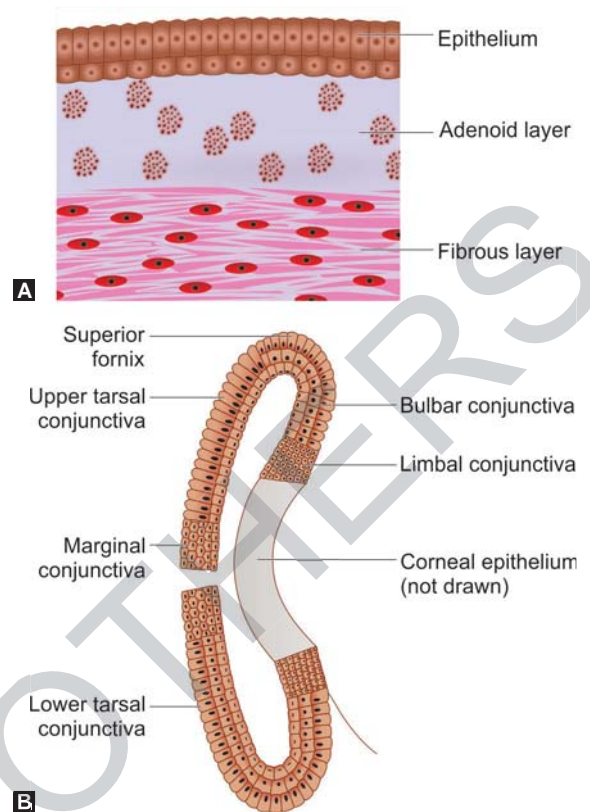 Epithelium
Adenoid layer
Fibrous layer
A
Superior
fornix
Upper tarsal
conjunctiva
Bulbar conjunctiva
Limbal conjunctiva
Marginal
conjunctiva
Corneal epithelium
(not drawn)
Lower tarsal
conjunctiva
B
OTHERS